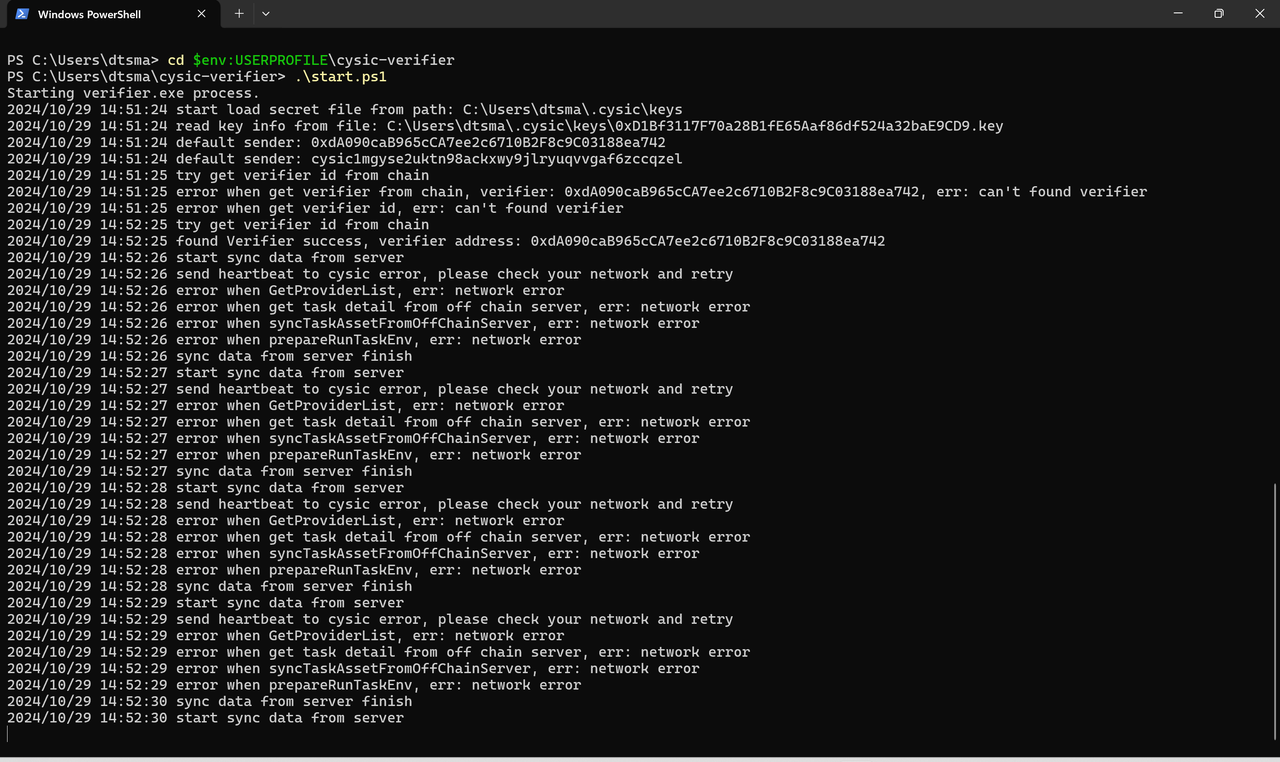 Windows PowerShell
PS C:\Users\dtsma> cd $env:USERPROFILE\cysic-verifier
PS C:\Users\dtsma\cysic-verifier> .\start.ps1
Starting verifier.exe process.
2024/10/29 14:51:24 start load secret file from path: C:\Users\dtsma\.cysic\keys
2024/10/29 14:51:24 read key info from file: C:\Users\dtsma\.cysic\keys\0xD1Bf3117F70a28B1fE65Aaf86df524a32baE9CD9.key
2024/10/29 14:51:24 default sender: 0xdA090caB965cCA7ee2c6710B2F8c9C03188ea742
2024/10/29 14:51:24 default sender: cysic1mgyse2uktn98ackxwy9jlryuqvvgaf6zccqzel
2024/10/29 14:51:25 try get verifier id from chain
2024/10/29 14:51:25 error when get verifier from chain, verifier: 0xdA090caB965cCA7ee2c6710B2F8c9C03188ea742, err: can't found verifier
2024/10/29 14:51:25 error when get verifier id, err: can't found verifier
2024/10/29 14:52:25 try get verifier id from chain
2024/10/29 14:52:25 found Verifier success, verifier address: 0xdA090caB965cCA7ee2c6710B2F8c9C03188ea742
2024/10/29 14:52:26 start sync data from server
2024/10/29 14:52:26 send heartbeat to cysic error, please check your network and retry
2024/10/29 14:52:26 error when GetProviderList, err: network error
2024/10/29 14:52:26 error when get task detail from off chain server, err: network error
2024/10/29 14:52:26 error when syncTaskAssetFromOffChainServer, err: network error
2024/10/29 14:52:26 error when prepareRunTaskEnv, err: network error
2024/10/29 14:52:26 sync data from server finish
2024/10/29 14:52:27 start sync data from server
2024/10/29 14:52:27 send heartbeat to cysic error, please check your network and retry
2024/10/29 14:52:27 error when GetProviderList, err: network error
2024/10/29 14:52:27 error when get task detail from off chain server, err: network error
2024/10/29 14:52:27 error when syncTaskAssetFromOffChainServer, err: network error
2024/10/29 14:52:27 error when prepareRunTaskEnv, err: network error
2024/10/29 14:52:27 sync data from server finish
2024/10/29 14:52:28 start sync data from server
2024/10/29 14:52:28 send heartbeat to cysic error, please check your network and retry
2024/10/29 14:52:28 error when GetProviderList, err: network error
2024/10/29 14:52:28 error when get task detail from off chain server, err: network error
2024/10/29 14:52:28 error when syncTaskAssetFromOffChainServer, err: network error
2024/10/29 14:52:28 error when prepareRunTaskEnv, err: network error
2024/10/29 14:52:28 sync data from server finish
2024/10/29 14:52:29 start sync data from server
2024/10/29 14:52:29 send heartbeat to cysic error, please check your network and retry
2024/10/29 14:52:29 error when GetProviderList, err: network error
2024/10/29 14:52:29 error when get task detail from off chain server, err: network error
2024/10/29 14:52:29 error when syncTaskAssetFromOffChainServer, err: network error
2024/10/29 14:52:29 error when prepareRunTaskEnv, err: network error
2024/10/29 14:52:30 sync data from server finish
2024/10/29 14:52:30 start sync data from server